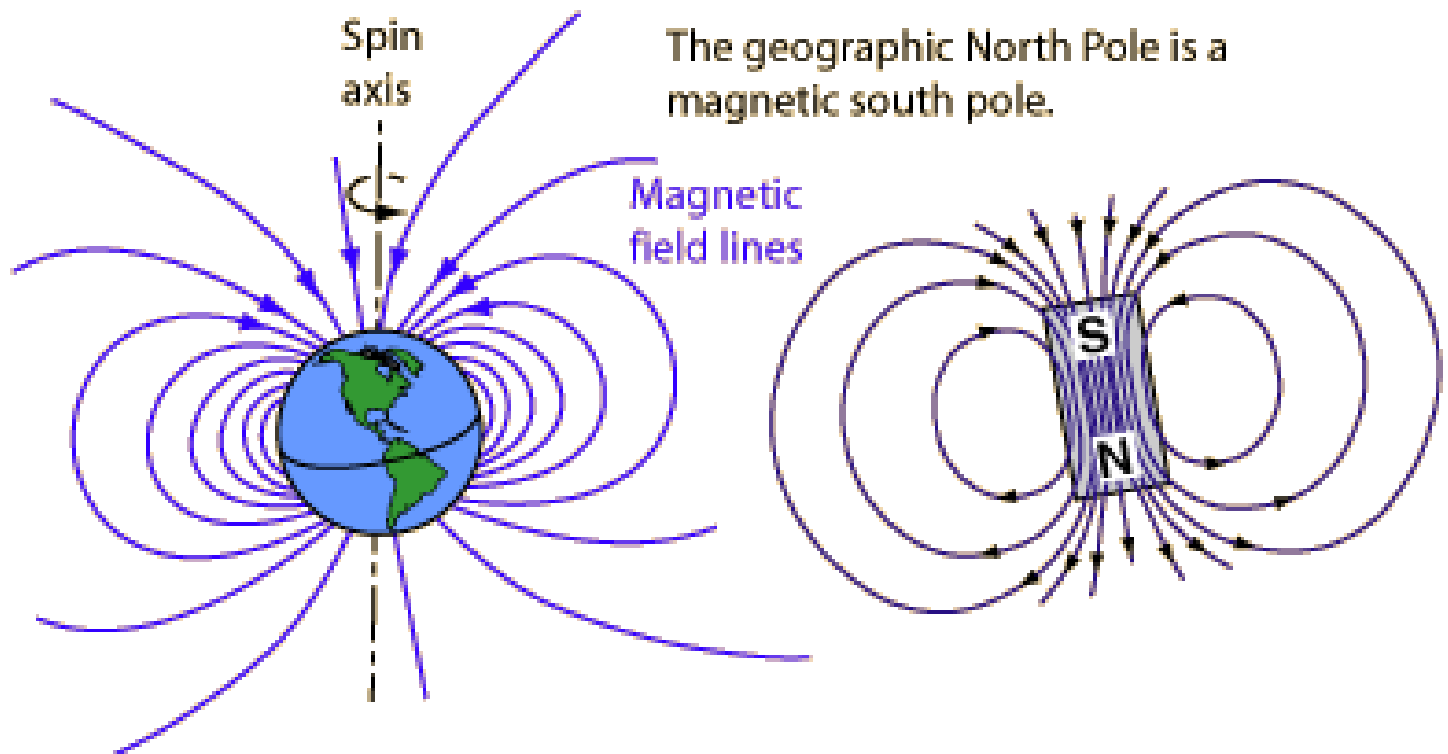 Spin
axis
The geographic North Pole is a
magnetic south pole.
Magnetic
field lines
S
N